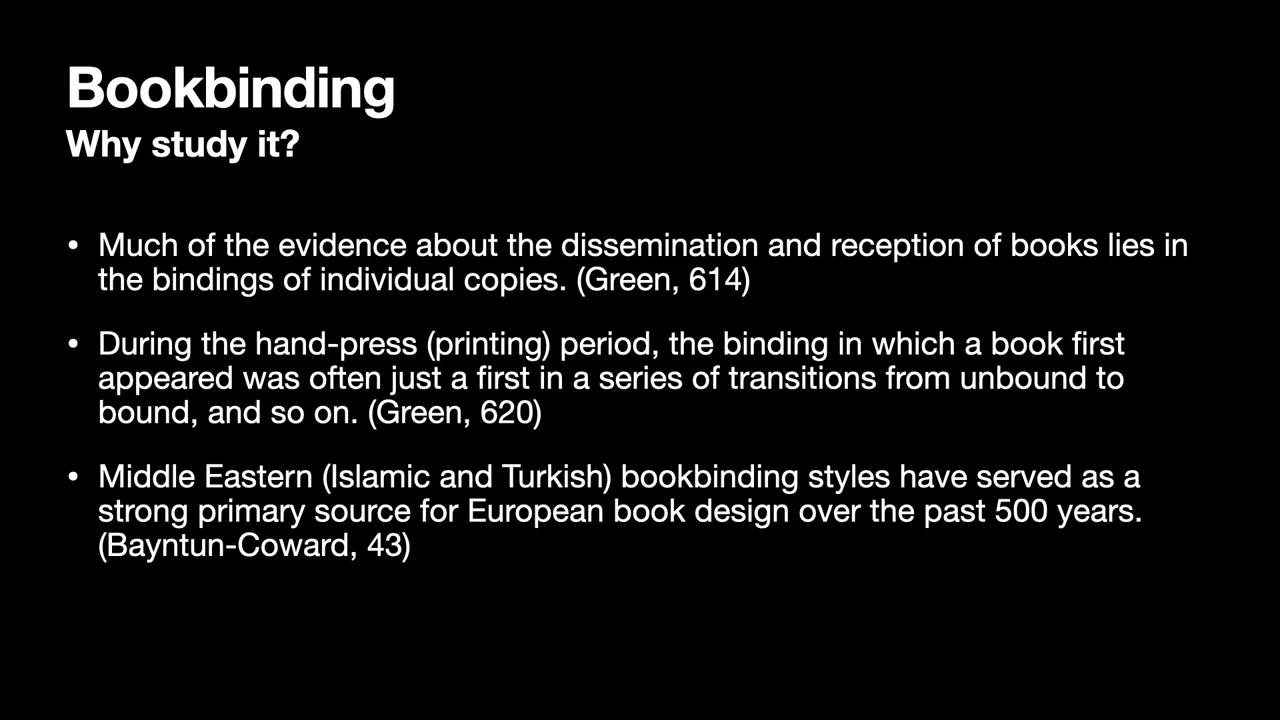 Bookbinding
Why study it?
• Much of the evidence about the dissemination and reception of books lies in
the bindings of individual copies. (Green, 614)
• During the hand-press (printing) period, the binding in which a book first
appeared was often just a first in a series of transitions from unbound to
bound, and so on. (Green, 620)
• Middle Eastern (Islamic and Turkish) bookbinding styles have served as a
strong primary source for European book design over the past 500 years.
(Bayntun-Coward, 43)